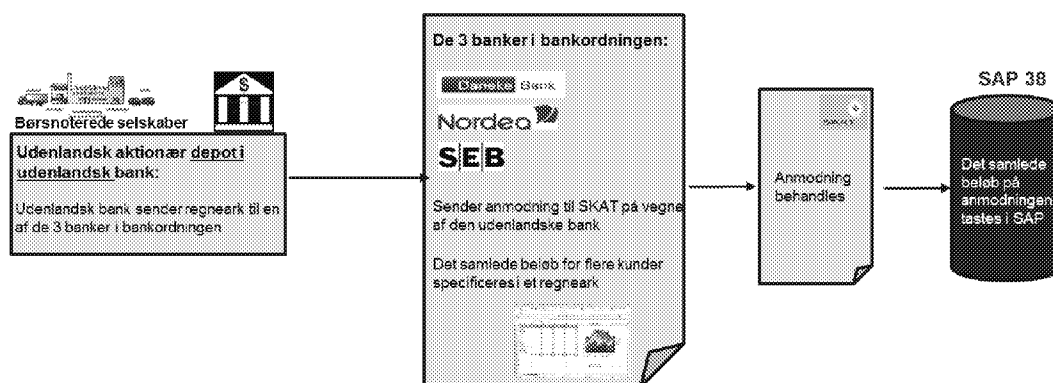 Børsnoterede selskaber
Udenlandsk aktionær depot i
udenlandsk bank:
Udenlandsk bank sender regneark til en
af de 3 banker i bankordningen
De 3 banker i bankordningen:
Danske Bank
Nordea
SEB
Sender anmodning til SKAT på vegne
af den udenlandske bank
Det samlede beløb for flere kunder
specificeres i et regneark
Anmodning
behandles
SAP 38
Det samlede
beløb på
anmodningen
tastes i SAP